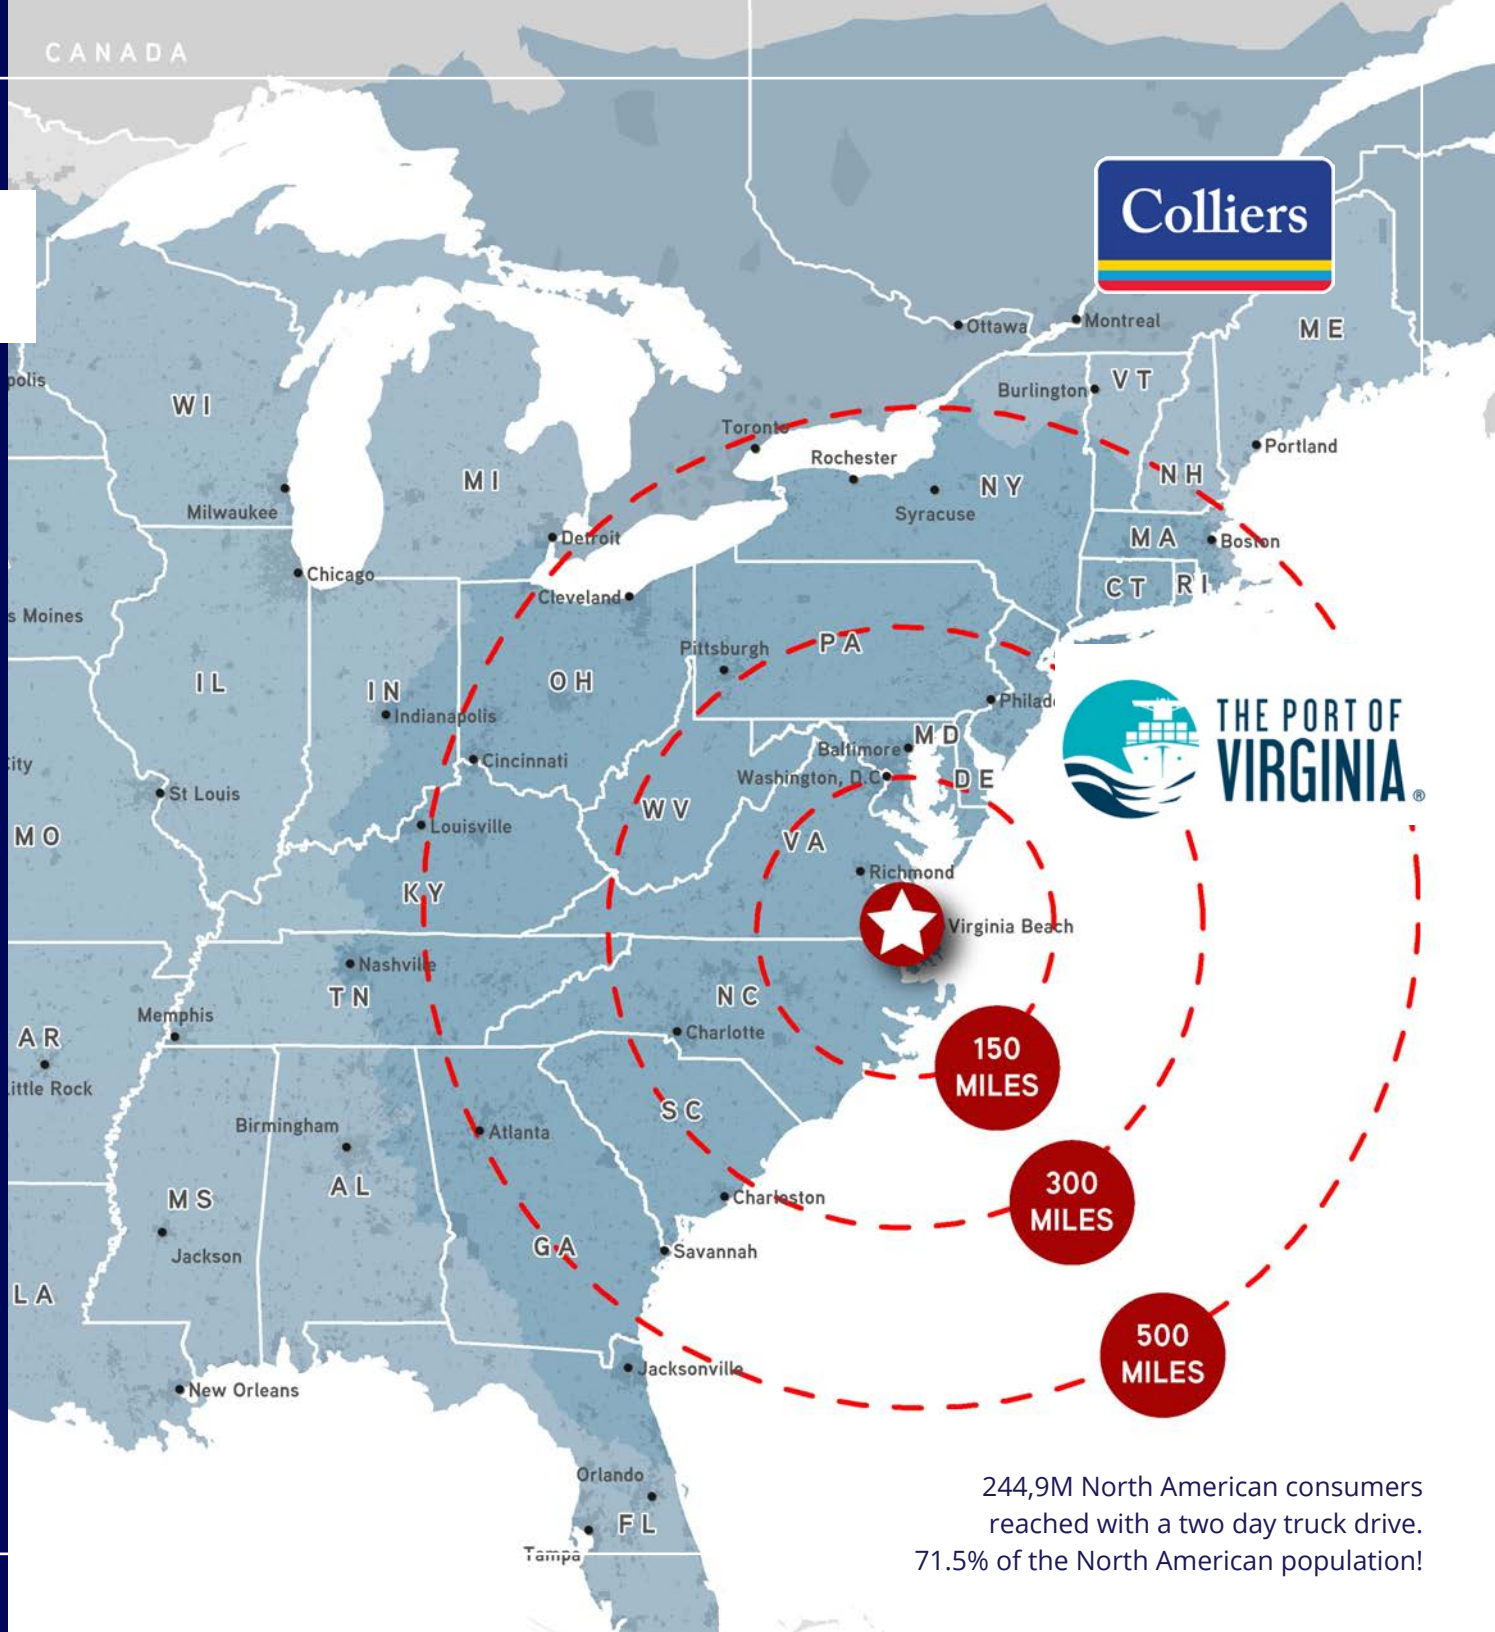 CANADA
Colliers
Ottawa
Montreal
ME
polis
VT
Burlington
WI
Toronto
Portland
Rochester
MI
NH
NY
Milwaukee
Syracuse
MA
Detroit
Boston
Chicago
CT
RI
Cleveland
s Moines
PA
Pittsburgh
IL
OH
IN
Philad
Indianapolis
THE PORT OF
VIRGINIA®
MD
Baltimore
Cincinnati
City
Washington, D.C
DE
St Louis
WV
Louisville
MO
VA
Richmond
KY
Virginia Beach
Nashville
TN
NC
Memphis
Charlotte
AR
150
MILES
Little Rock
SC
Birmingham
Atlanta
300
MILES
AL
MS
Charleston
GA
Savannah
Jackson
LA
500
MILES
Jacksonville
New Orleans
Orlando
FL
Tampa
244,9M North American consumers
reached with a two day truck drive.
71.5% of the North American population!